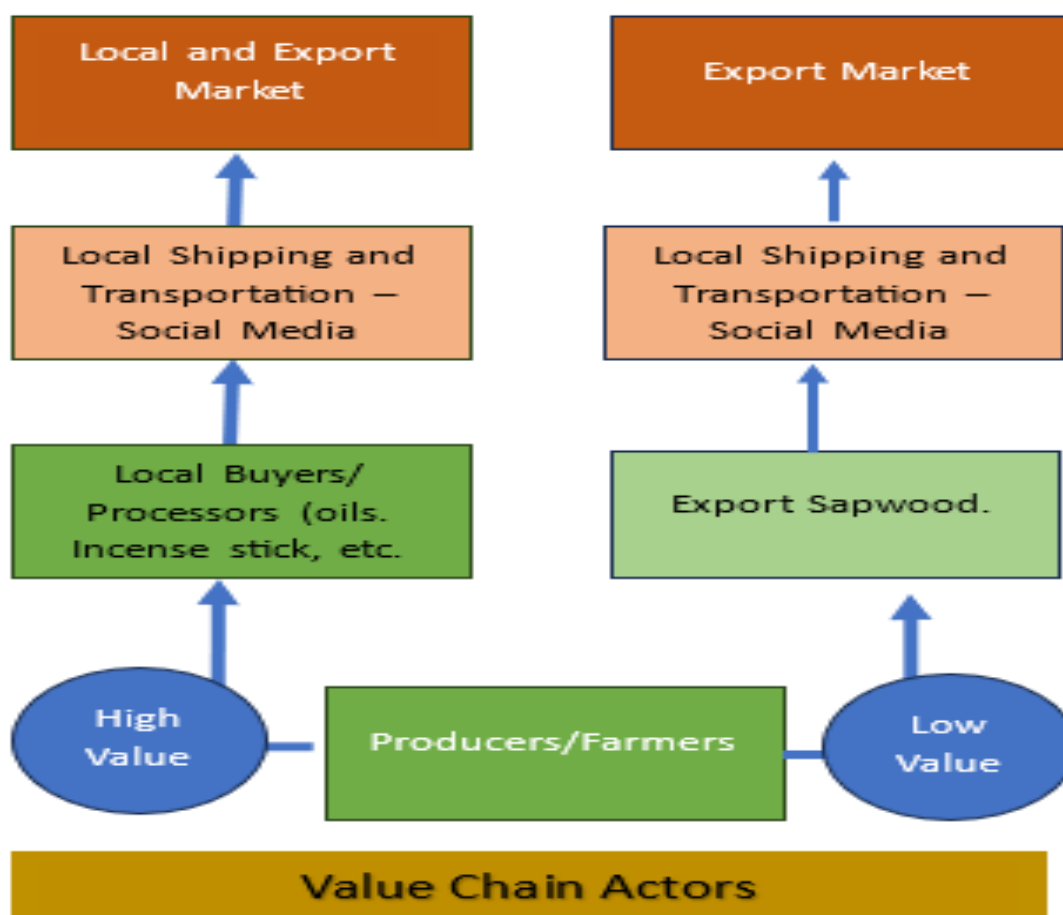 Local and Export
Market
Export Market
Local Shipping and
Transportation –
Social Media
Local Shipping and
Transportation –
Social Media
Local Buyers/
Processors (oils.
Incense stick, etc.
Export Sapwood.
High
Value
Producers/Farmers
Low
Value
Value Chain Actors